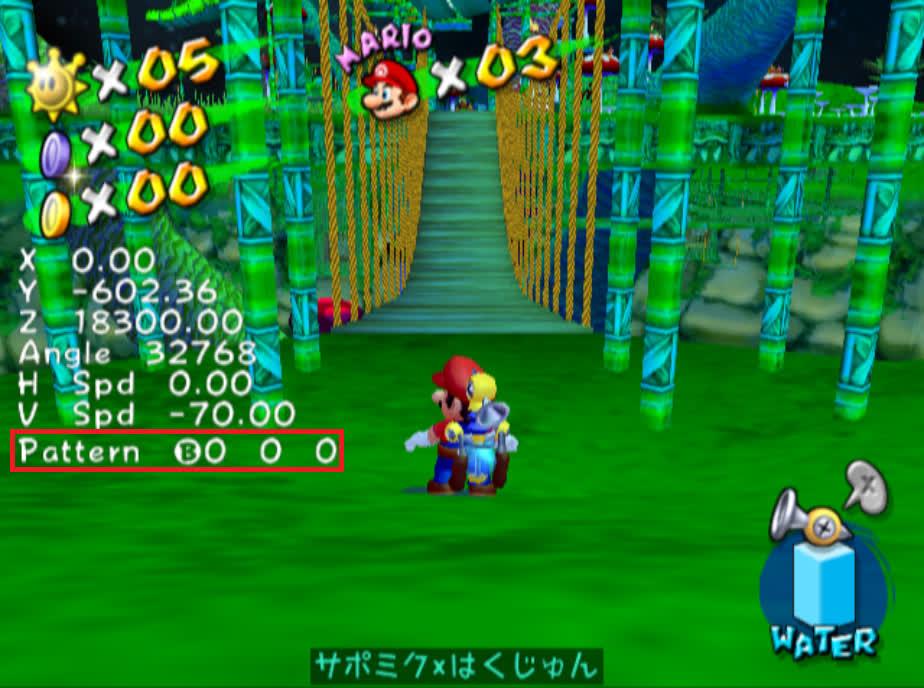 ×05
MARIO ×03
×00
×00
X 0.00
Y -602.36
Z 18300.00
Angle 32768
H Spd 0.00
V Spd -70.00
Pattern Ⓑ0 0 0
WATER
サポミク×はくじゅん